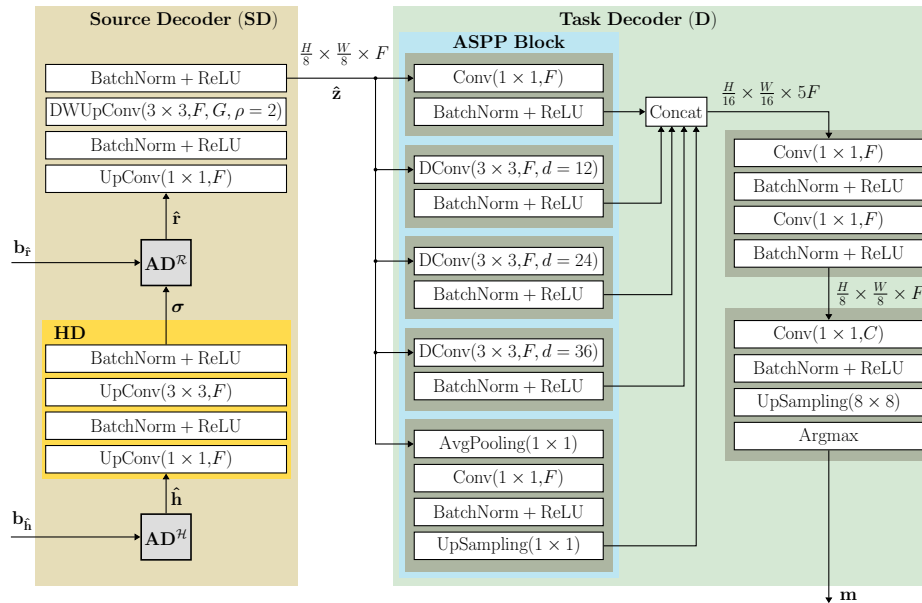 Source Decoder (SD)
BatchNorm + ReLU
DWUpConv(3 × 3,F, G, ρ = 2)
BatchNorm + ReLU
UpConv(1 × 1,F)
r̂
b_r̂
AD^ℛ
σ
HD
BatchNorm + ReLU
UpConv(3 × 3,F)
BatchNorm + ReLU
UpConv(1 × 1,F)
ĥ
b_ĥ
AD^ℋ
H/8 × W/8 × F
ẑ
Task Decoder (D)
ASPP Block
Conv(1 × 1,F)
BatchNorm + ReLU
DConv(3 × 3,F, d = 12)
BatchNorm + ReLU
DConv(3 × 3,F, d = 24)
BatchNorm + ReLU
DConv(3 × 3,F, d = 36)
BatchNorm + ReLU
AvgPooling(1 × 1)
Conv(1 × 1,F)
BatchNorm + ReLU
UpSampling(1 × 1)
Concat
H/16 × W/16 × 5F
Conv(1 × 1,F)
BatchNorm + ReLU
Conv(1 × 1,F)
BatchNorm + ReLU
H/8 × W/8 × F
Conv(1 × 1,C)
BatchNorm + ReLU
UpSampling(8 × 8)
Argmax
m